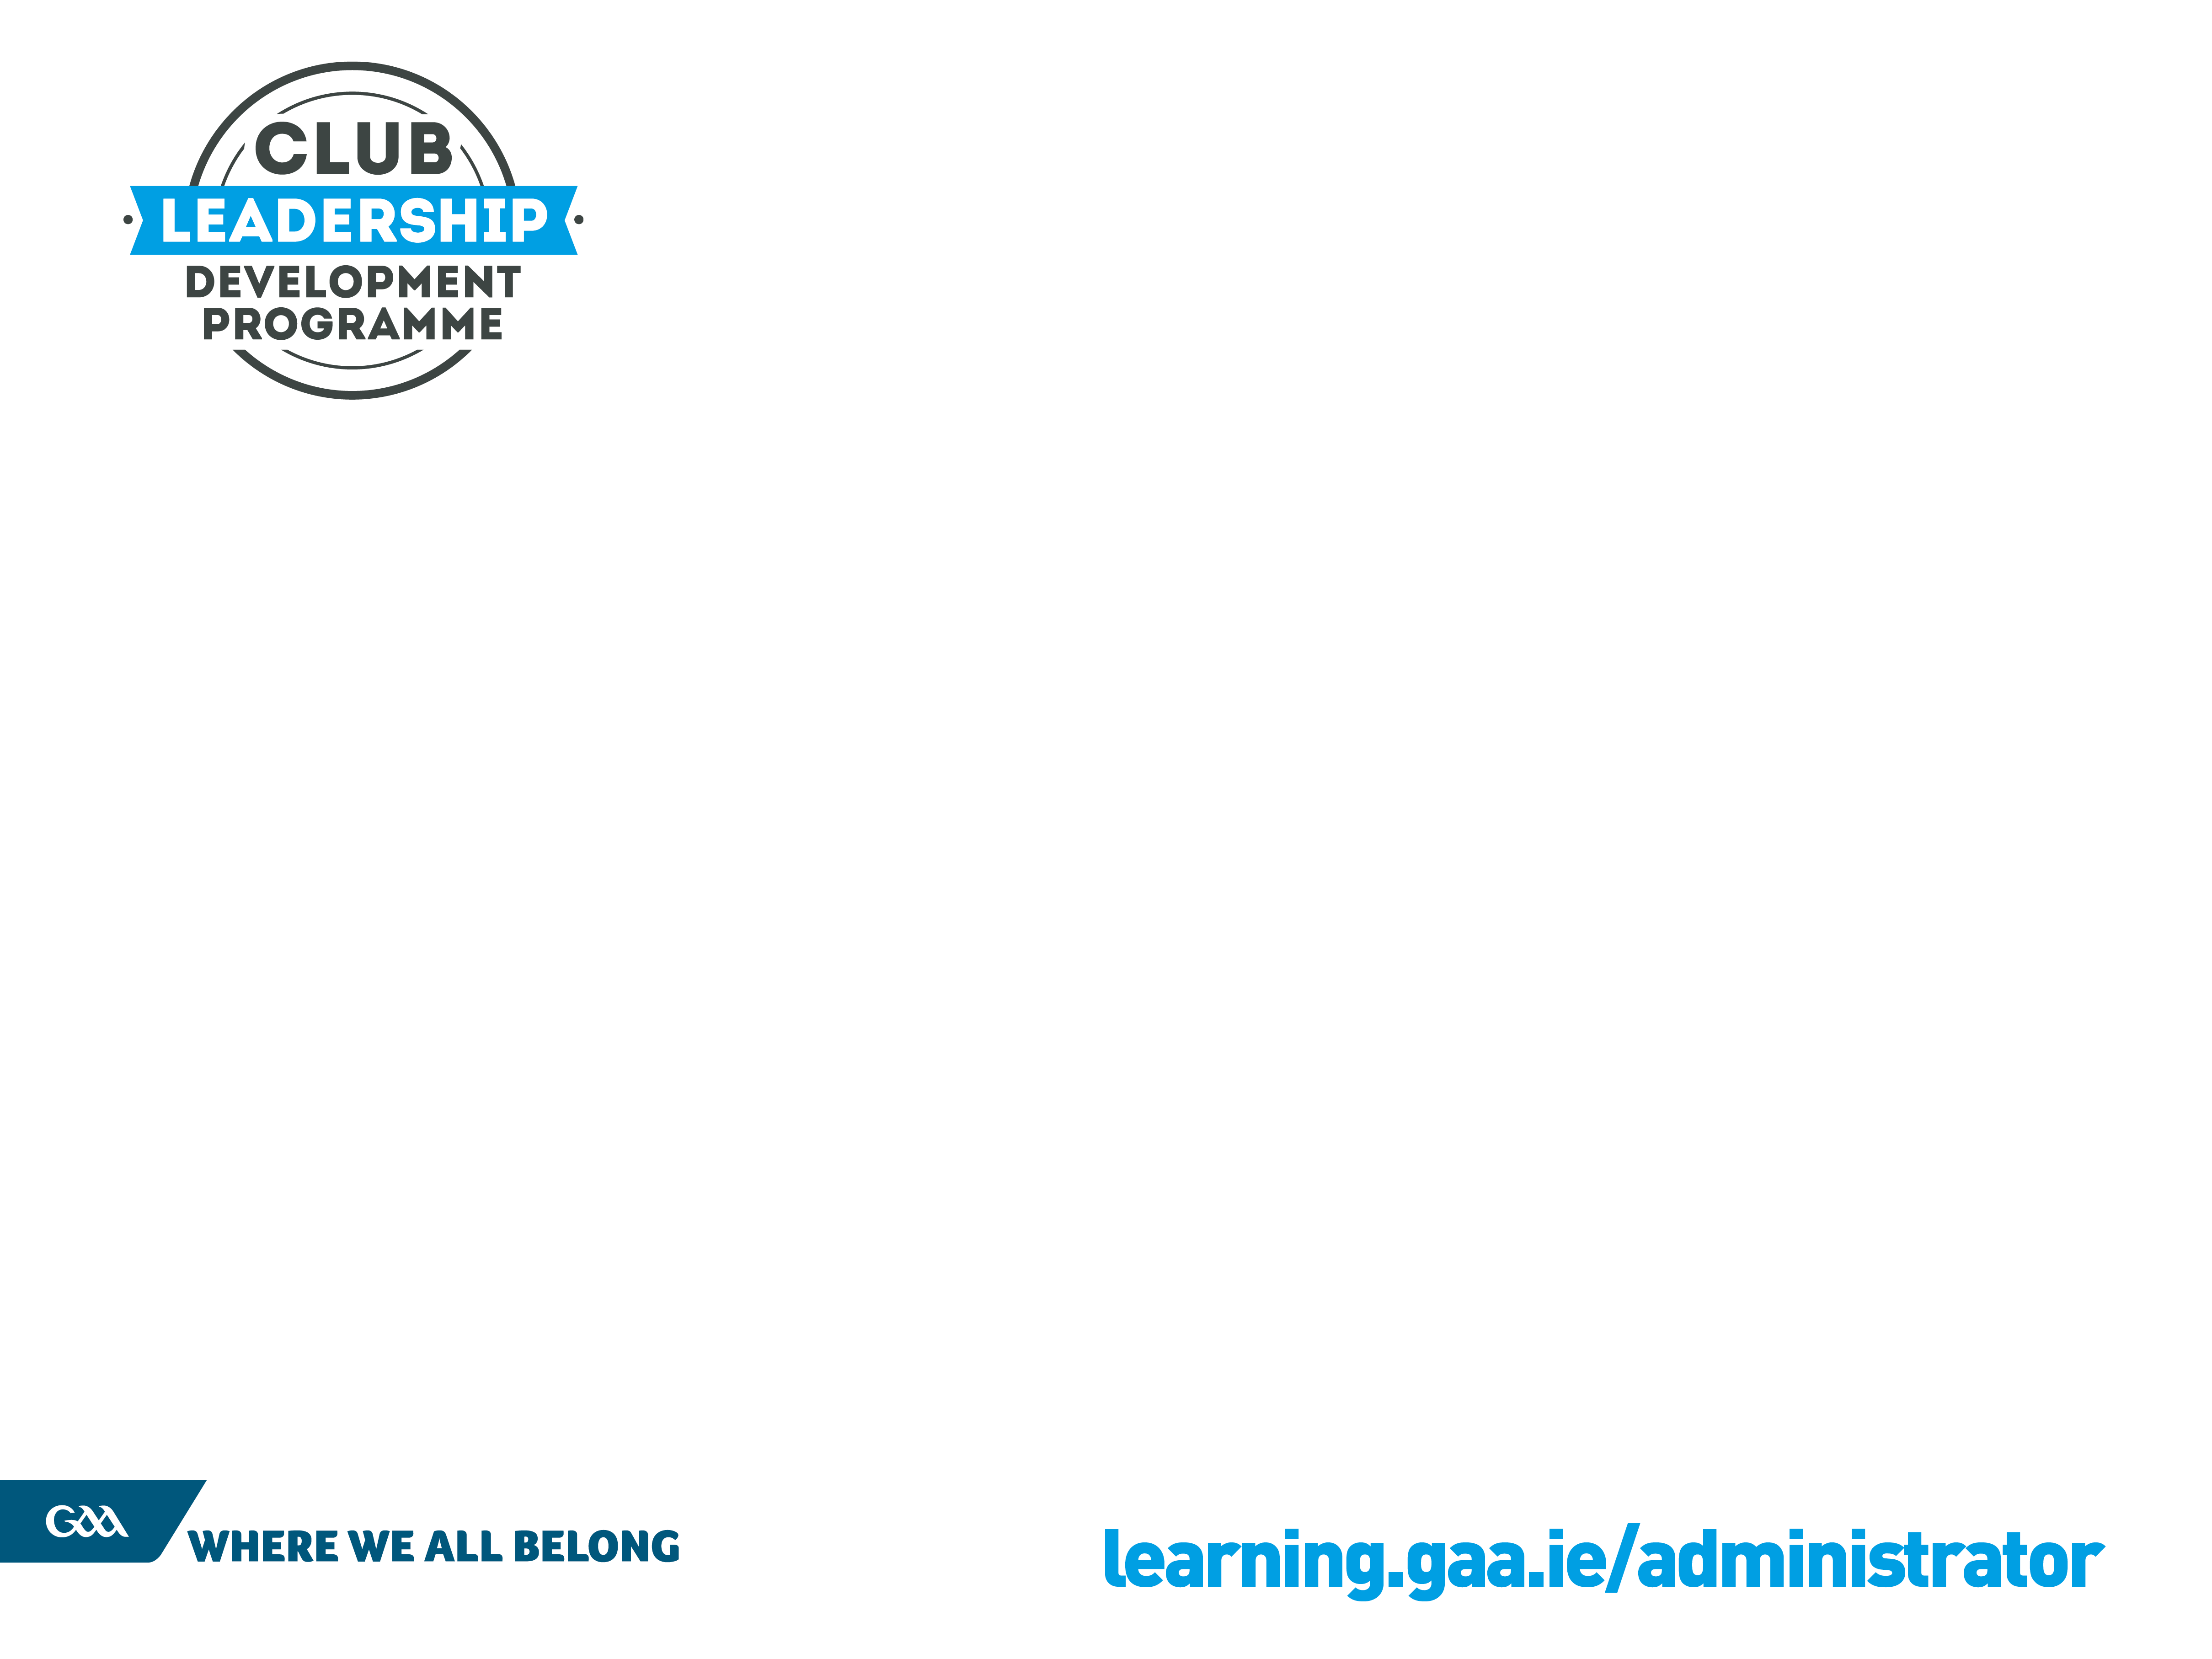 CLUB
LEADERSHIP
DEVELOPMENT
PROGRAMME
GAA
WHERE WE ALL BELONG
learning.gaa.ie/administrator